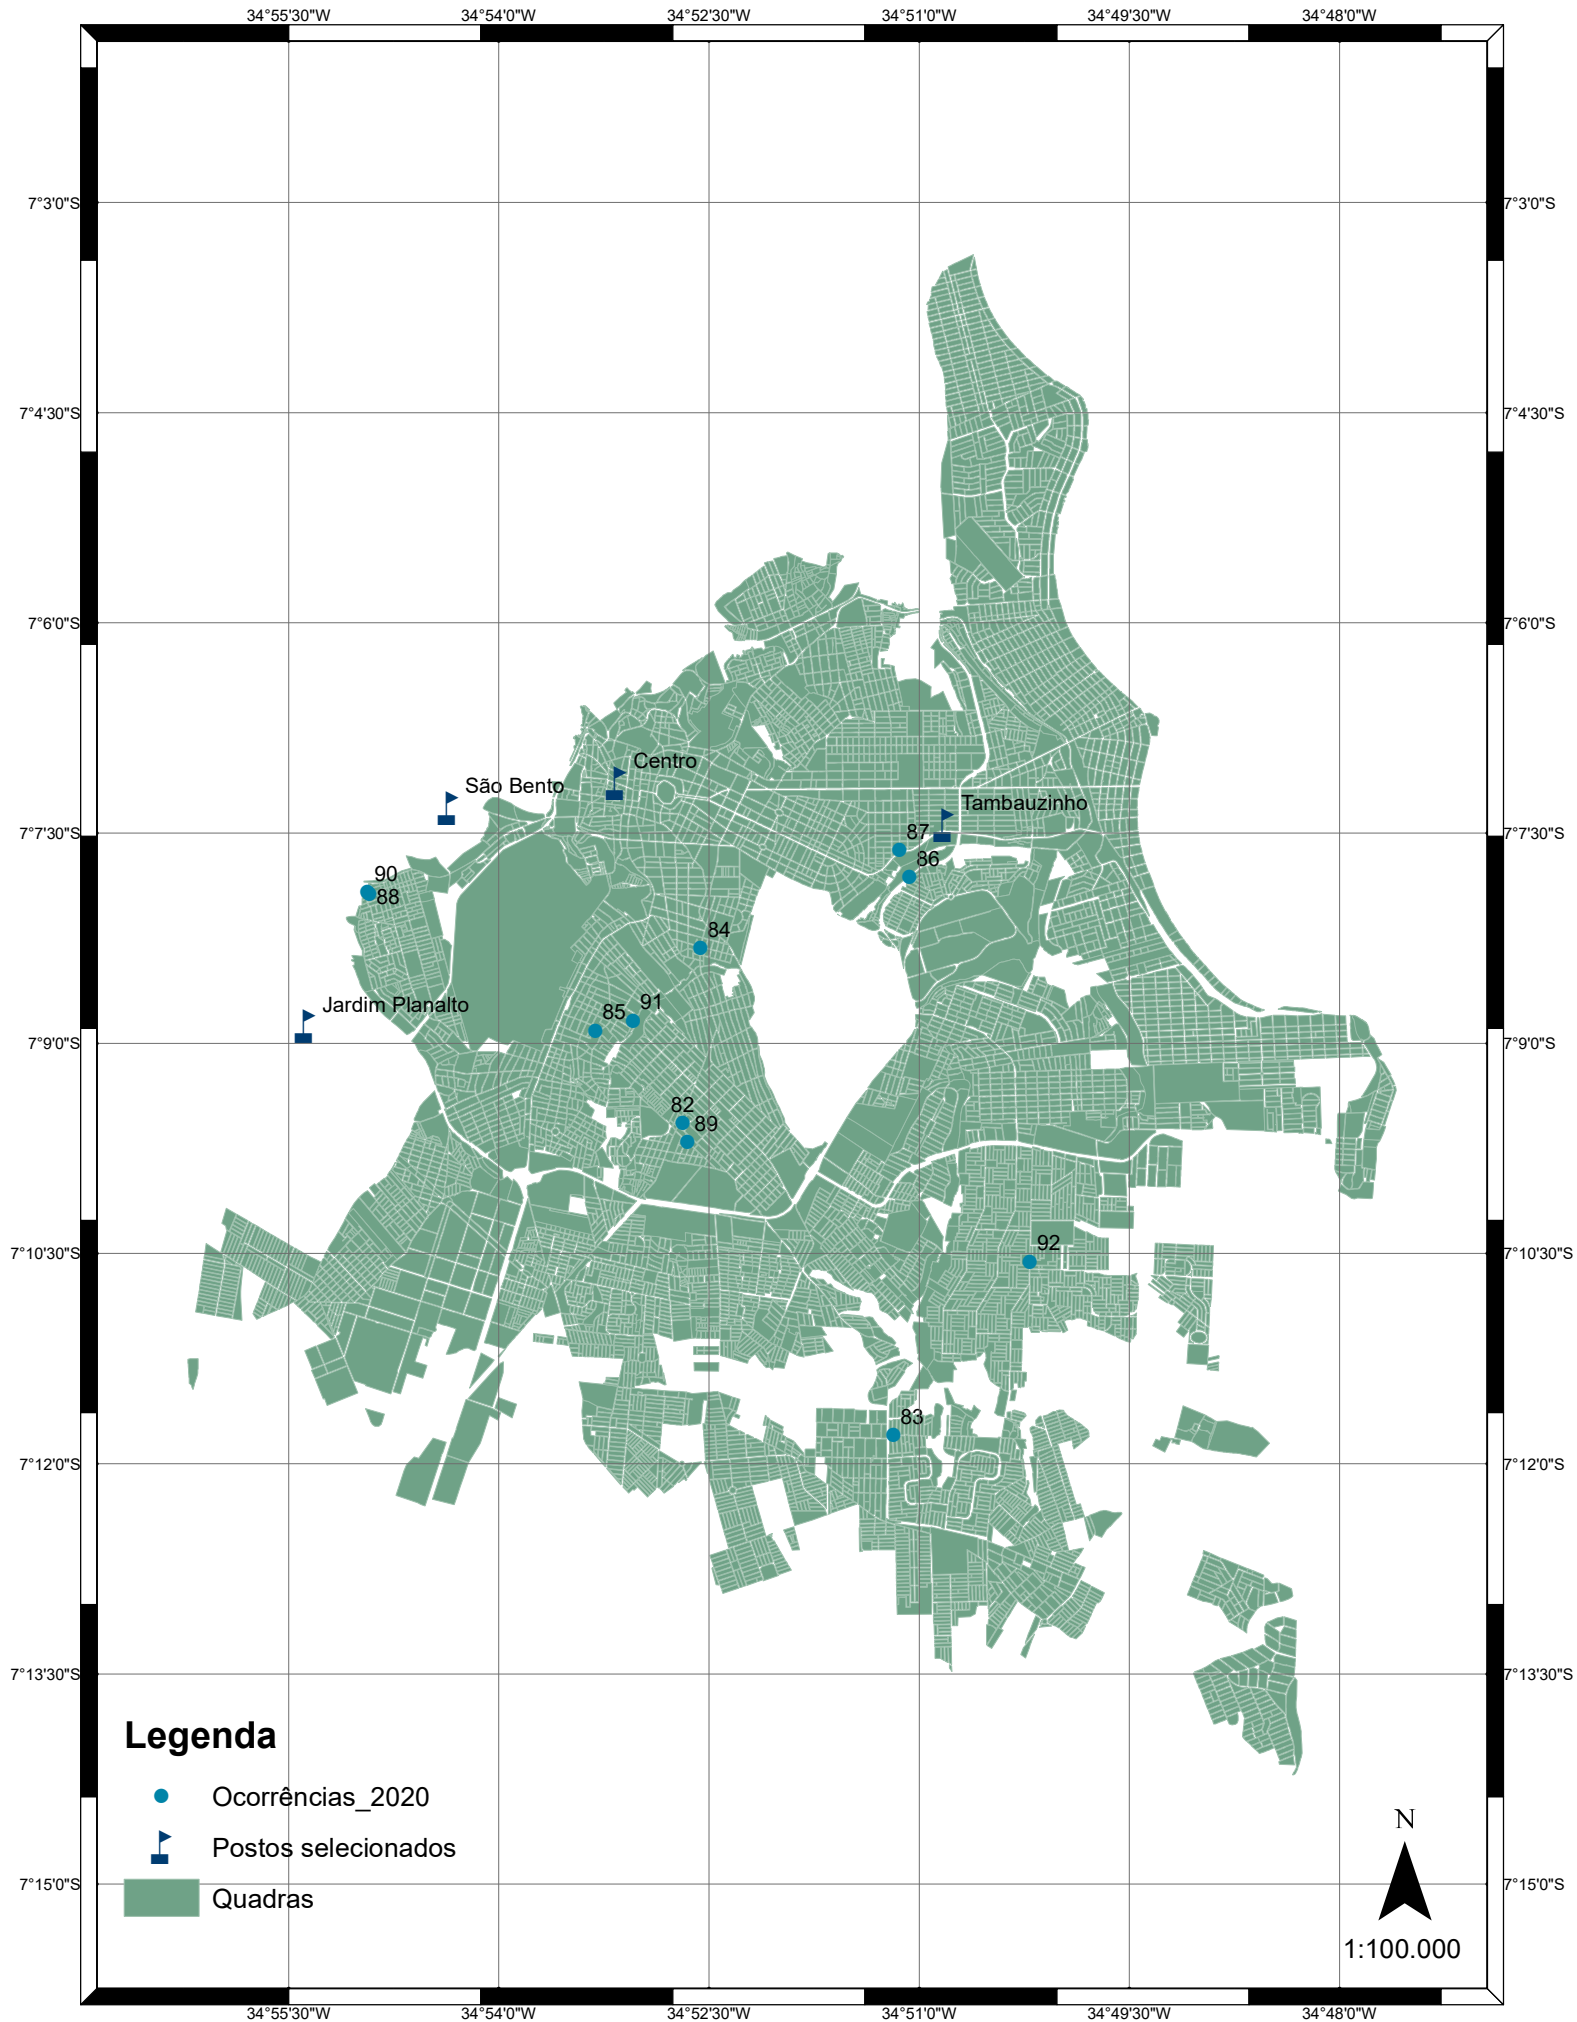 34°55'30"W 34°54'0"W 34°52'30"W 34°51'0"W 34°49'30"W 34°48'0"W
7°3'0"S 7°3'0"S
7°4'30"S 7°4'30"S
7°6'0"S 7°6'0"S
Centro
São Bento
Tambauzinho
7°7'30"S 87 7°7'30"S
86
90
88
84
Jardim Planalto
91
85
7°9'0"S 7°9'0"S
82
89
92
7°10'30"S 7°10'30"S
83
7°12'0"S 7°12'0"S
7°13'30"S 7°13'30"S
Legenda
Ocorrências_2020
Postos selecionados
Quadras
N
7°15'0"S 7°15'0"S
1:100.000
34°55'30"W 34°54'0"W 34°52'30"W 34°51'0"W 34°49'30"W 34°48'0"W